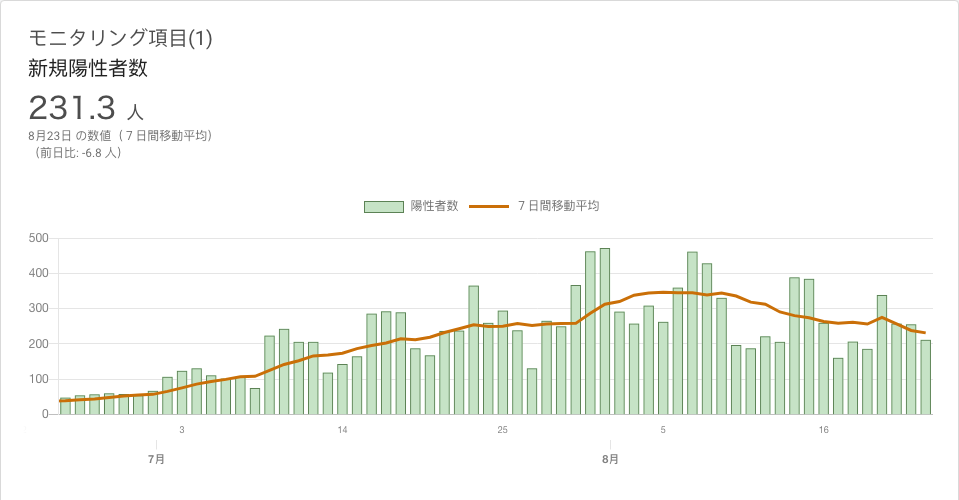 モニタリング項目(1)
新規陽性者数
231.3 人
8月23日 の数値（７日間移動平均）
（前日比: -6.8 人）
陽性者数 ７日間移動平均
500
400
300
200
100
0
3 14 25 5 16
7月 8月